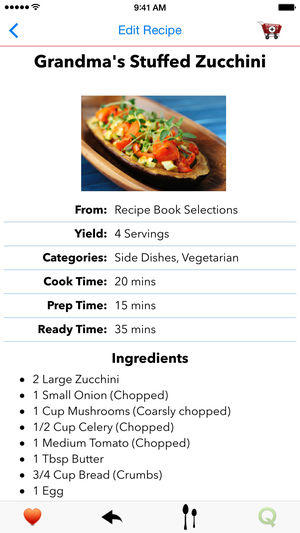 9:41 AM
Edit Recipe
Grandma's Stuffed Zucchini
From: Recipe Book Selections
Yield: 4 Servings
Categories: Side Dishes, Vegetarian
Cook Time: 20 mins
Prep Time: 15 mins
Ready Time: 35 mins
Ingredients
• 2 Large Zucchini
• 1 Small Onion (Chopped)
• 1 Cup Mushrooms (Coarsly chopped)
• 1/2 Cup Celery (Chopped)
• 1 Medium Tomato (Chopped)
• 1 Tbsp Butter
• 3/4 Cup Bread (Crumbs)
• 1 Egg
Q